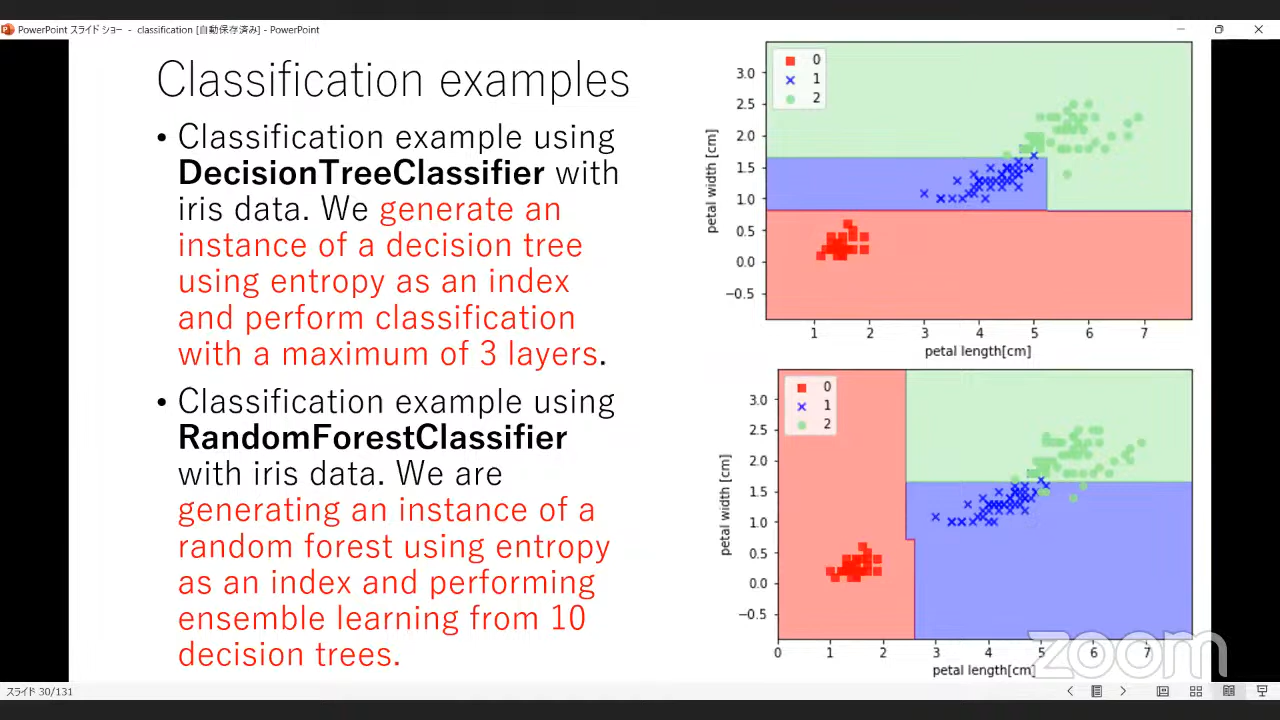 PowerPoint スライド ショー - classification [自動保存済み] - PowerPoint
Classification examples
• Classification example using
DecisionTreeClassifier with
iris data. We generate an
instance of a decision tree
using entropy as an index
and perform classification
with a maximum of 3 layers.
• Classification example using
RandomForestClassifier
with iris data. We are
generating an instance of a
random forest using entropy
as an index and performing
ensemble learning from 10
decision trees.
0
1
2
petal width [cm]
3.0
2.5
2.0
1.5
1.0
0.5
0.0
−0.5
1 2 3 4 5 6 7
petal length[cm]
0
1
2
petal width [cm]
3.0
2.5
2.0
1.5
1.0
0.5
0.0
−0.5
0 1 2 3 4 5 6 7
petal length[cm]
zoom
スライド 30/131